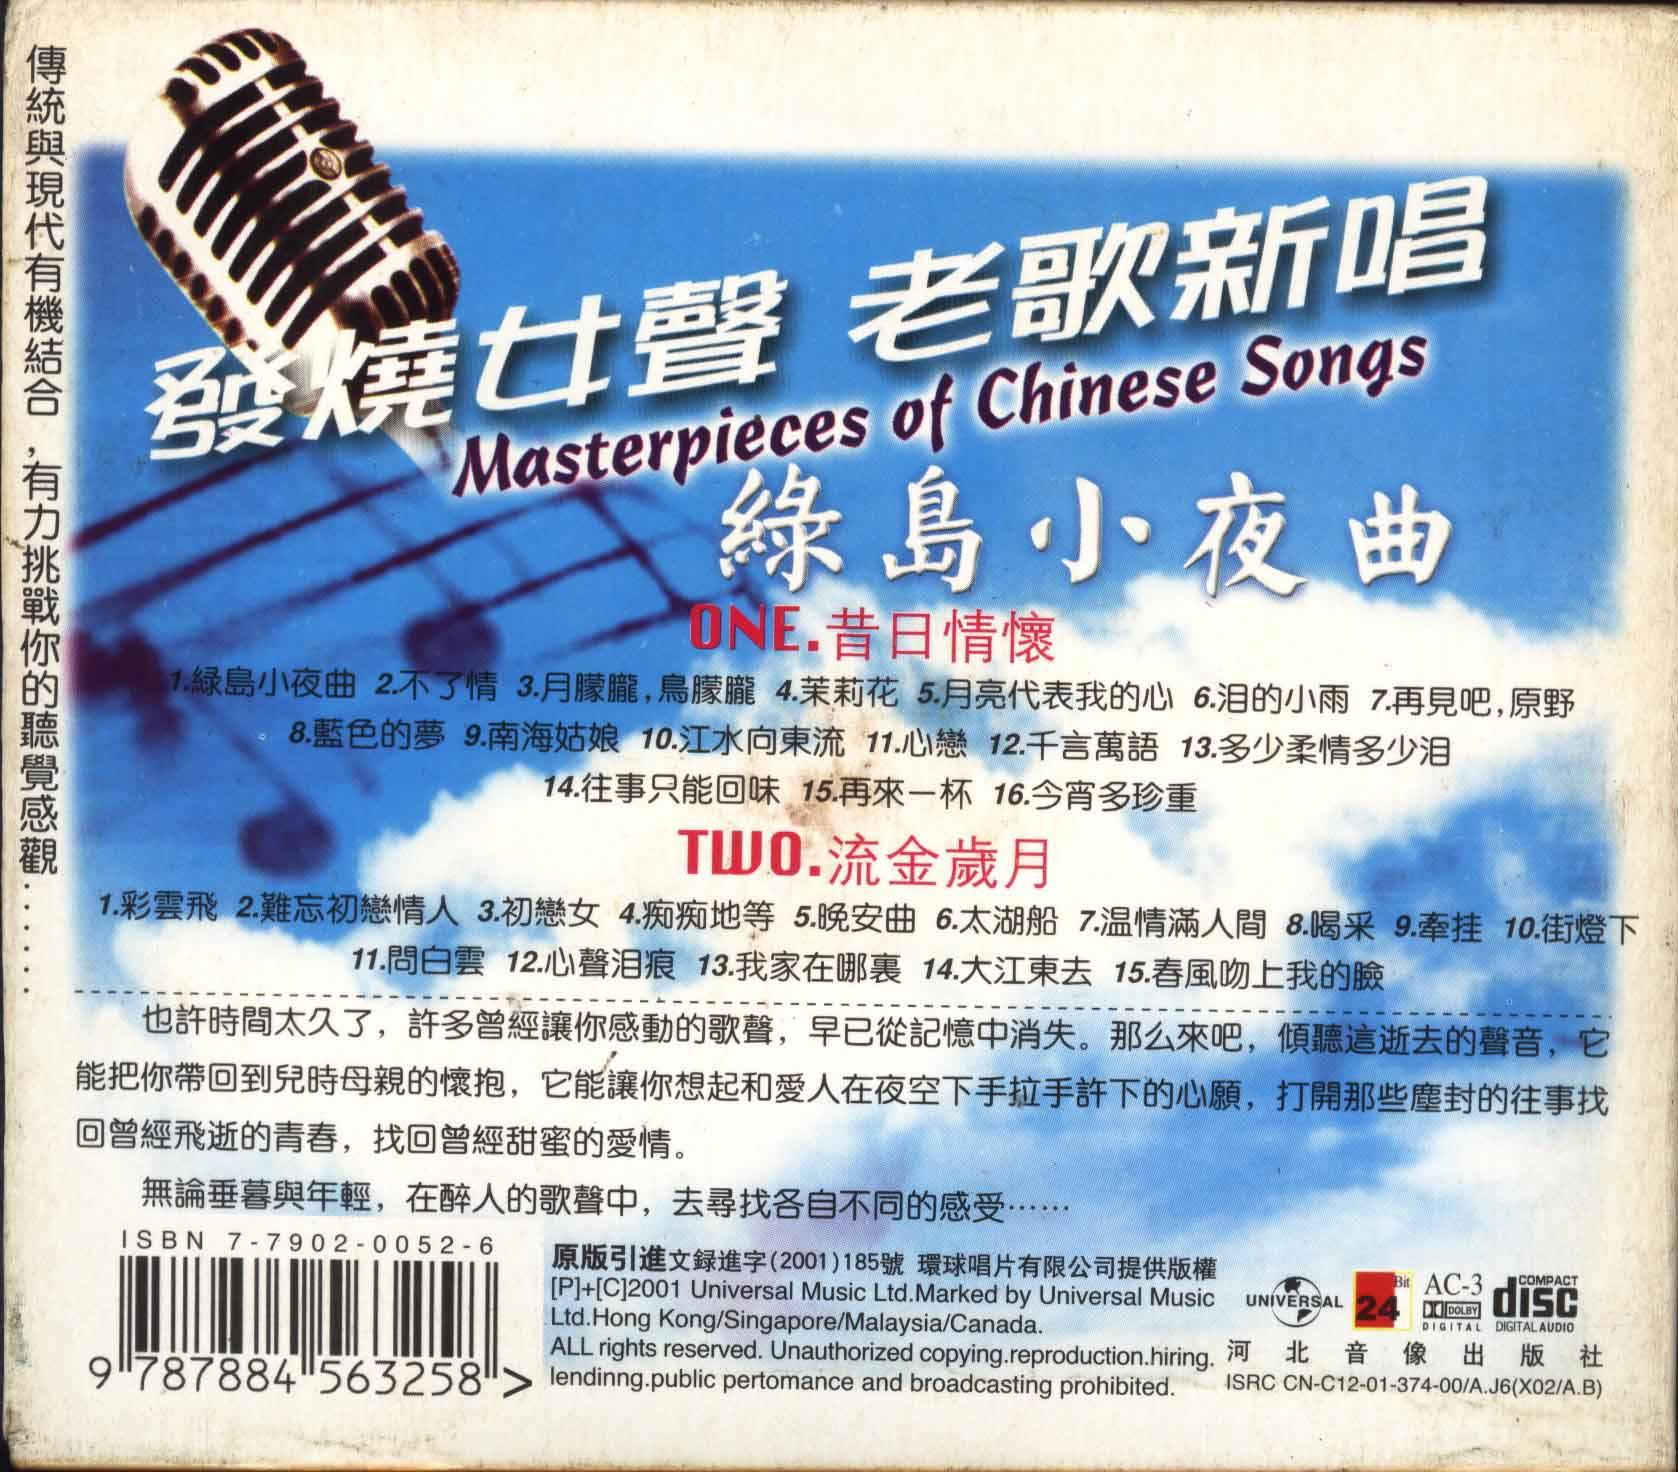 傳統與現代有機結合,有力挑戰你的聽覺感觀......
發燒女聲 老歌新唱
Masterpieces of Chinese Songs
綠島小夜曲
ONE.昔日情懷
1.緑島小夜曲 2.不了情 3.月朦朧,鳥朦朧 4.茉莉花 5.月亮代表我的心 6.泪的小雨 7.再見吧,原野
8.藍色的夢 9.南海姑娘 10.江水向東流 11.心戀 12.千言萬語 13.多少柔情多少泪
14.往事只能回味 15.再來一杯 16.今宵多珍重
TWO.流金歲月
1.彩雲飛 2.難忘初戀情人 3.初戀女 4.痴痴地等 5.晚安曲 6.太湖船 7.温情滿人間 8.喝采 9.牽挂 10.街燈下
11.問白雲 12.心聲泪痕 13.我家在哪裏 14.大江東去 15.春風吻上我的臉
也許時間太久了，許多曾經讓你感動的歌聲，早已從記憶中消失。那么來吧，傾聽這逝去的聲音，它
能把你帶回到兒時母親的懷抱，它能讓你想起和愛人在夜空下手拉手許下的心願，打開那些塵封的往事找
回曾經飛逝的青春，找回曾經甜蜜的愛情。
無論垂暮與年輕，在醉人的歌聲中，去尋找各自不同的感受……
ISBN 7-7902-0052-6
9 787884 563258 >
原版引進文録進字(2001)185號 環球唱片有限公司提供版權
[P]+[C]2001 Universal Music Ltd.Marked by Universal Music
Ltd.Hong Kong/Singapore/Malaysia/Canada.
ALL rights reserved. Unauthorized copying.reproduction.hiring.
lendinng.public pertomance and broadcasting prohibited.
UNIVERSAL
24 Bit
AC-3
DOLBY
DIGITAL
COMPACT
disc
DIGITAL AUDIO
河北音像出版社
ISRC CN-C12-01-374-00/A.J6(X02/A.B)